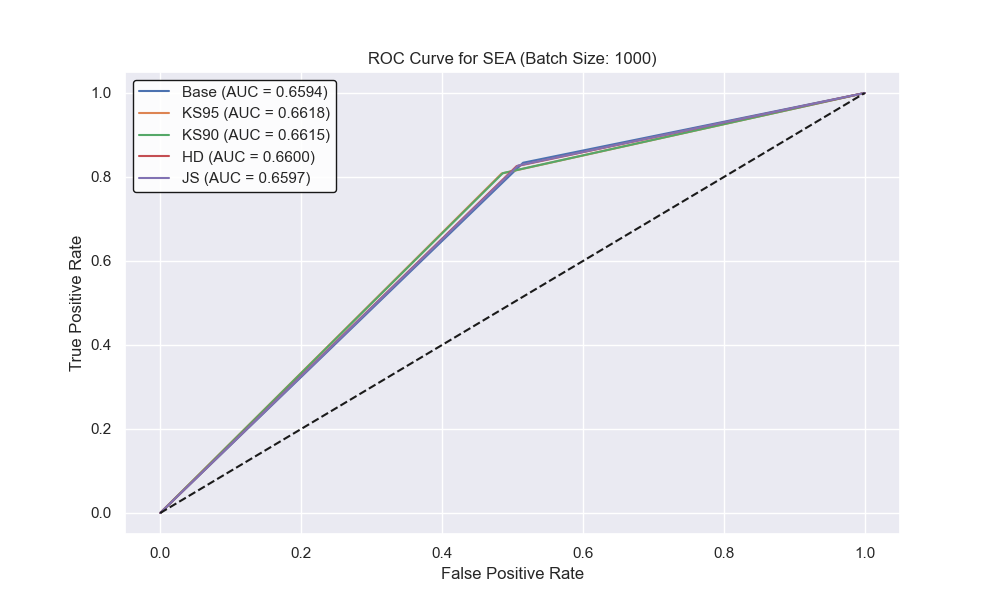 ROC Curve for SEA (Batch Size: 1000)
Base (AUC = 0.6594)
KS95 (AUC = 0.6618)
KS90 (AUC = 0.6615)
HD (AUC = 0.6600)
JS (AUC = 0.6597)
True Positive Rate
1.0
0.8
0.6
0.4
0.2
0.0
0.0 0.2 0.4 0.6 0.8 1.0
False Positive Rate